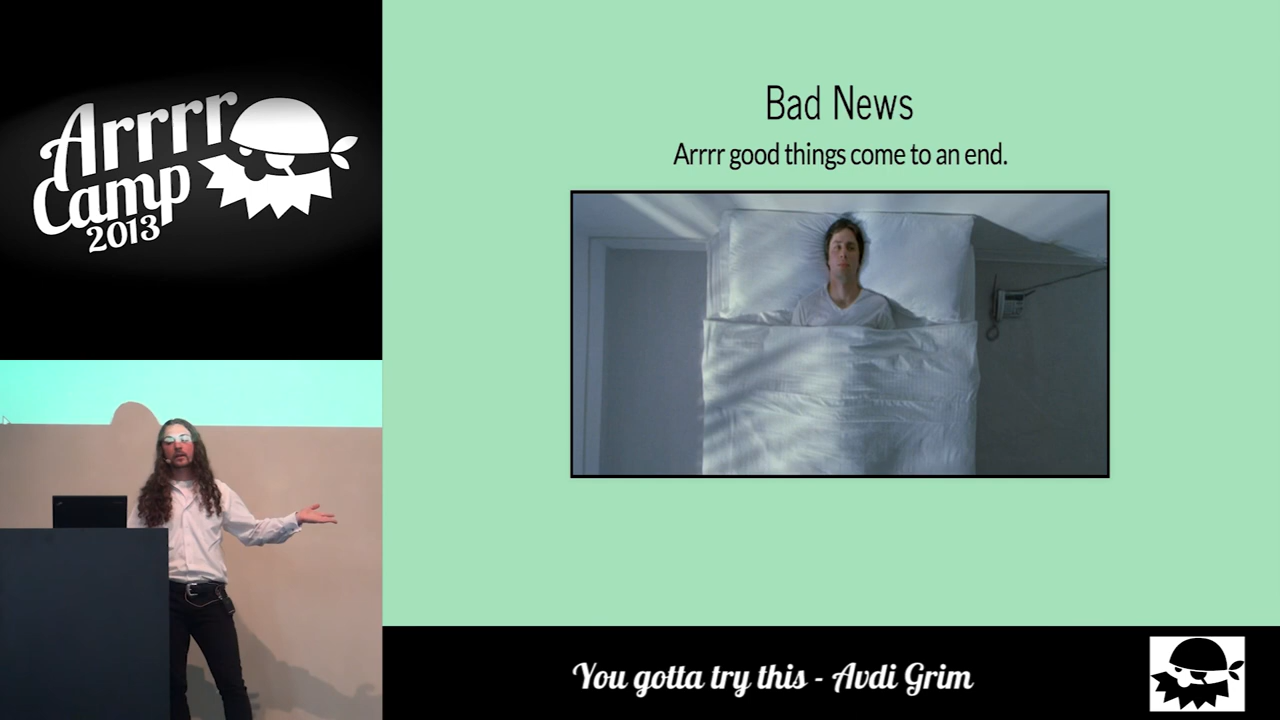 Arrrr
Camp
2013
Bad News
Arrrr good things come to an end.
You gotta try this - Avdi Grim